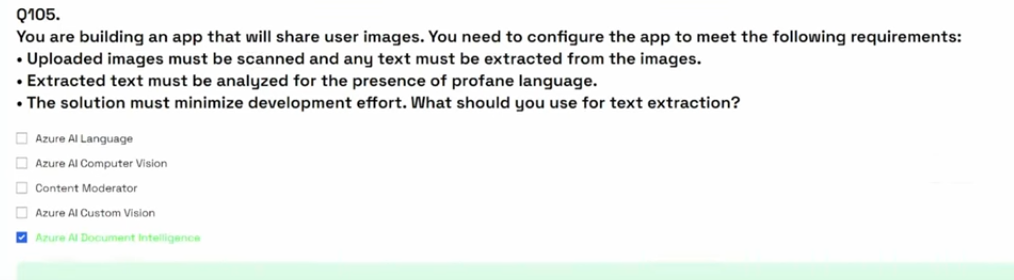 Q105.
You are building an app that will share user images. You need to configure the app to meet the following requirements:
• Uploaded images must be scanned and any text must be extracted from the images.
• Extracted text must be analyzed for the presence of profane language.
• The solution must minimize development effort. What should you use for text extraction?
Azure AI Language
Azure AI Computer Vision
Content Moderator
Azure AI Custom Vision
Azure AI Document Intelligence